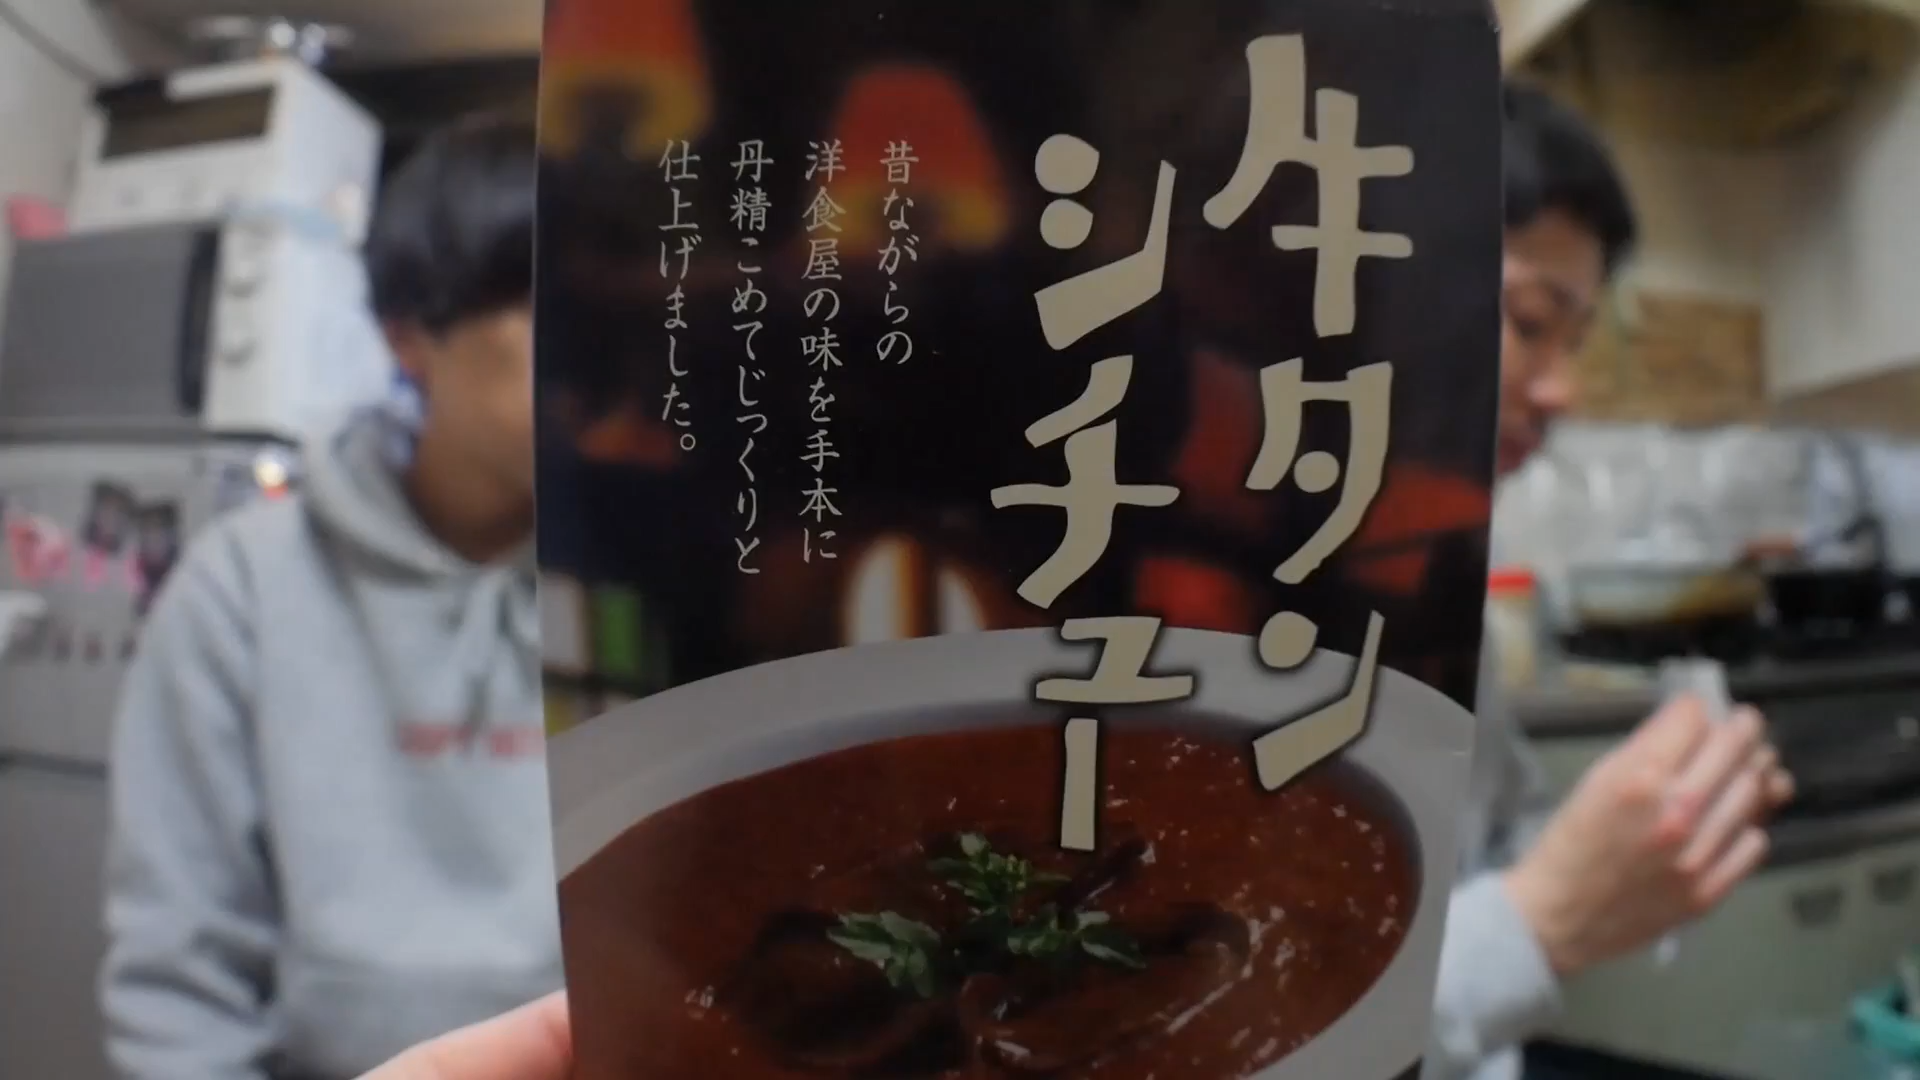 牛タン
シチュー
昔ながらの
洋食屋の味を手本に
丹精こめてじっくりと
仕上げました。